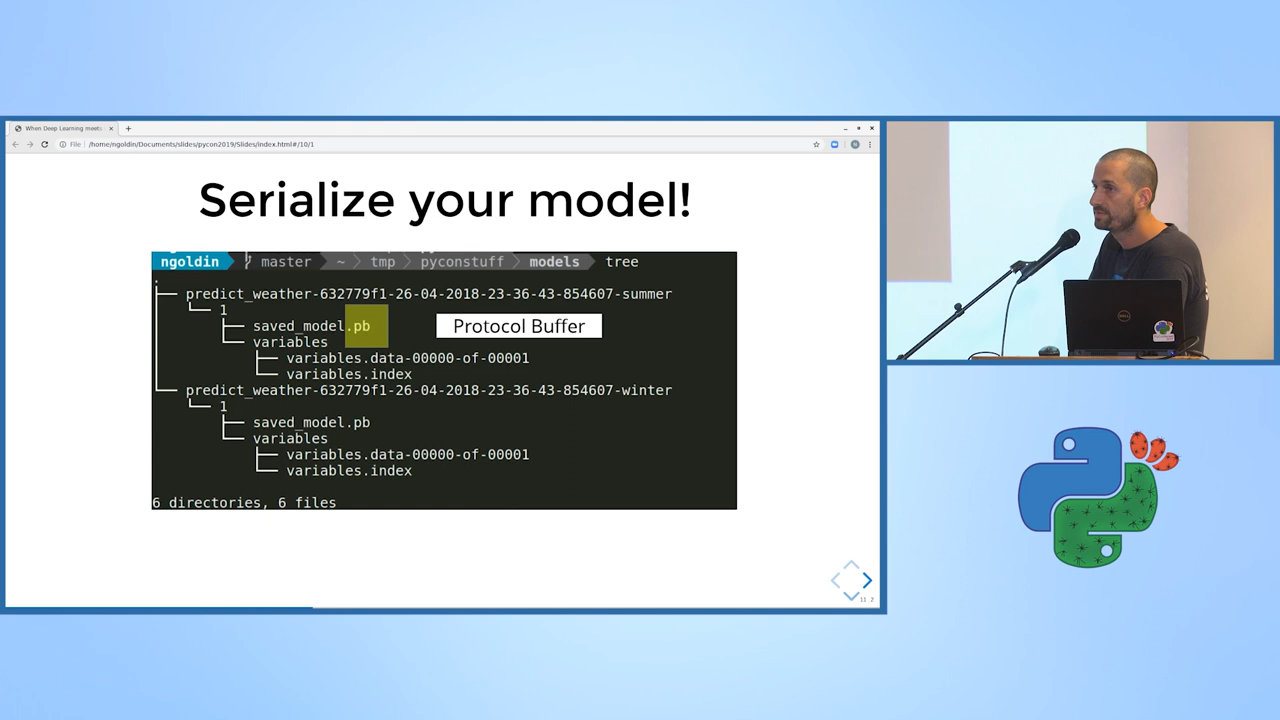 When Deep Learning meets
/home/ngoldin/Documents/slides/pycon2019/Slides/index.html#/10/1
File
Serialize your model!
ngoldin master ~ tmp pyconstuff models tree
.
├── predict_weather-632779f1-26-04-2018-23-36-43-854607-summer
│   └── 1
│       ├── saved_model.pb
Protocol Buffer
│       └── variables
│           ├── variables.data-00000-of-00001
│           └── variables.index
└── predict_weather-632779f1-26-04-2018-23-36-43-854607-winter
    └── 1
        ├── saved_model.pb
        └── variables
            ├── variables.data-00000-of-00001
            └── variables.index
6 directories, 6 files
11.2
DELL